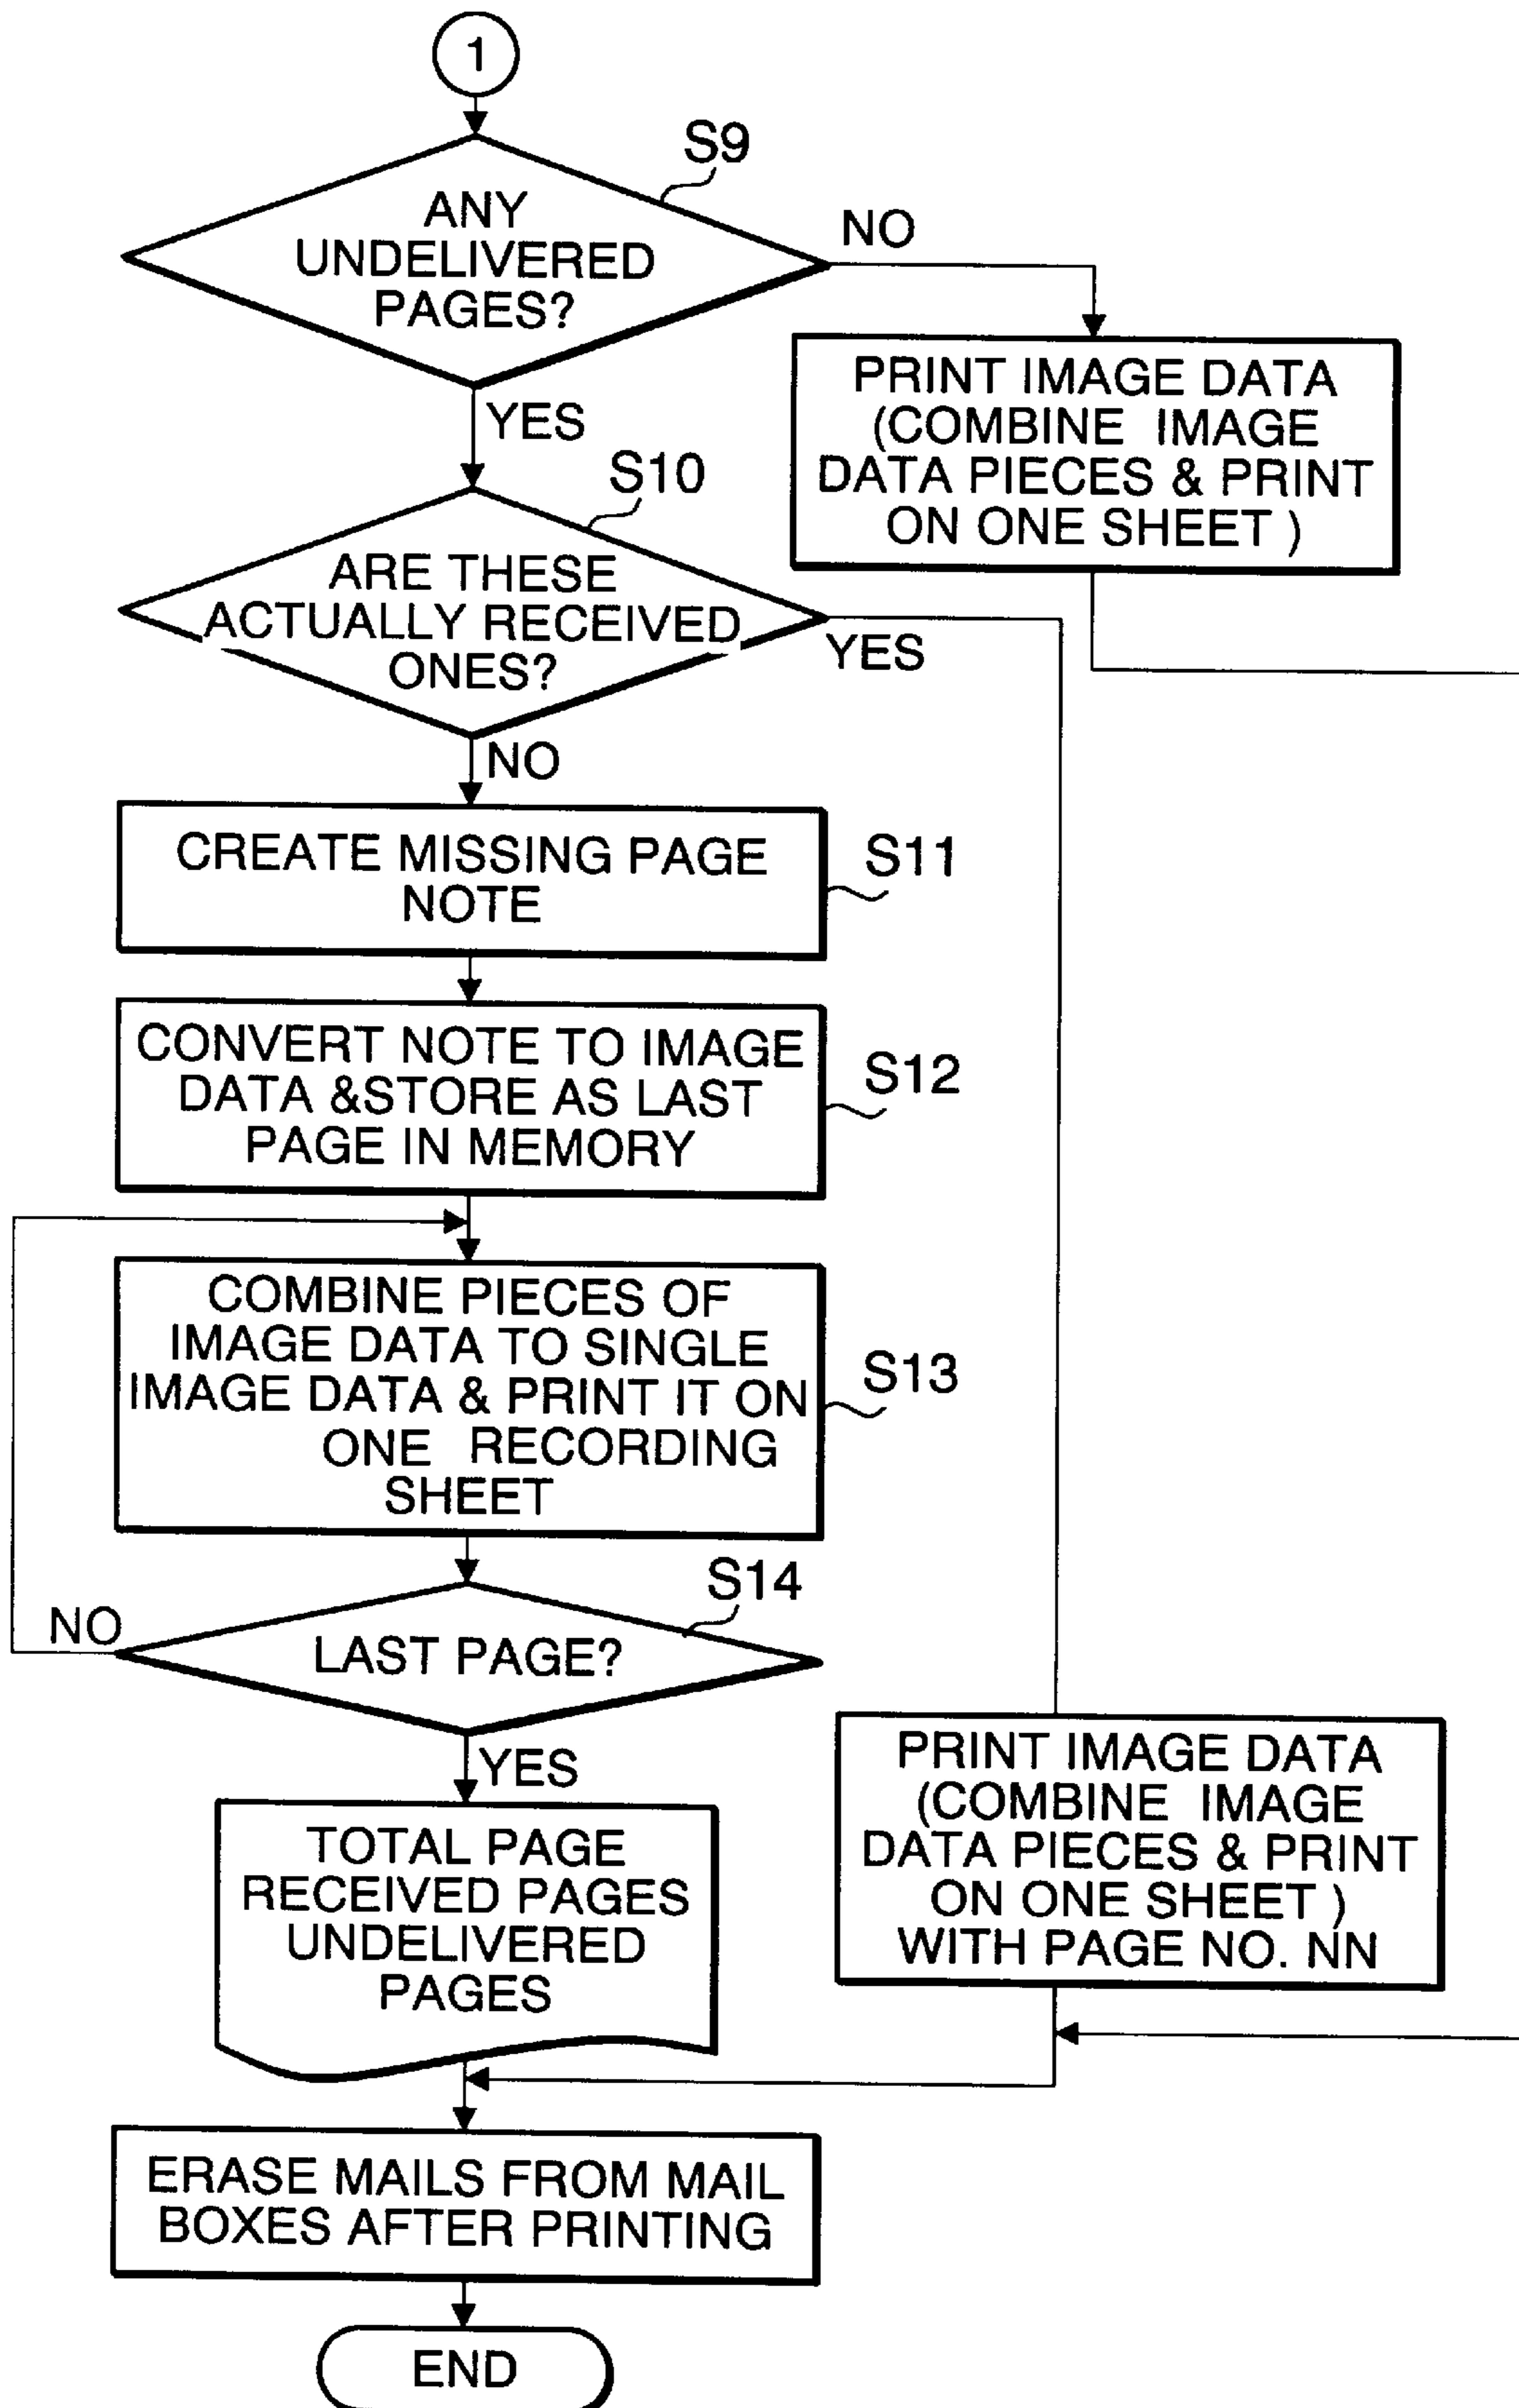 1
S9
ANY
UNDELIVERED
PAGES?
NO
PRINT IMAGE DATA
(COMBINE IMAGE
DATA PIECES & PRINT
ON ONE SHEET )
YES
S10
ARE THESE
ACTUALLY RECEIVED
ONES?
YES
NO
CREATE MISSING PAGE
NOTE
S11
CONVERT NOTE TO IMAGE
DATA &STORE AS LAST
PAGE IN MEMORY
S12
COMBINE PIECES OF
IMAGE DATA TO SINGLE
IMAGE DATA & PRINT IT ON
ONE RECORDING
SHEET
S13
S14
NO
LAST PAGE?
YES
TOTAL PAGE
RECEIVED PAGES
UNDELIVERED
PAGES
PRINT IMAGE DATA
(COMBINE IMAGE
DATA PIECES & PRINT
ON ONE SHEET )
WITH PAGE NO. NN
ERASE MAILS FROM MAIL
BOXES AFTER PRINTING
END